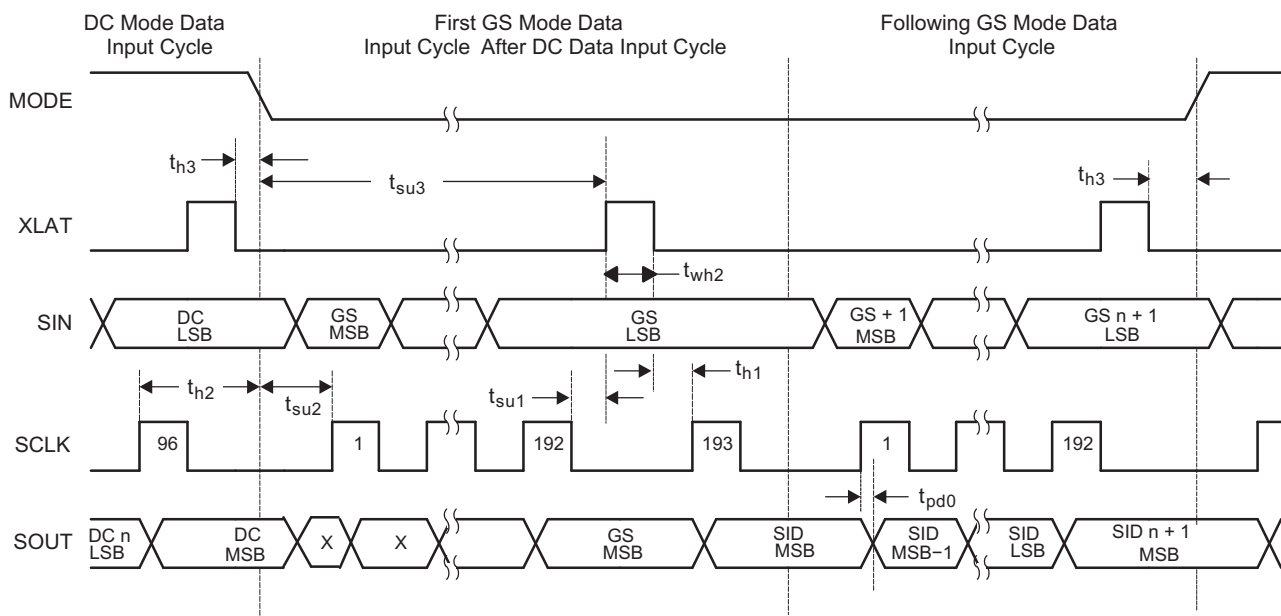 DC Mode Data
Input Cycle
First GS Mode Data
Input Cycle After DC Data Input Cycle
Following GS Mode Data
Input Cycle
MODE
th3
tsu3
th3
XLAT
twh2
SIN
DC
LSB
GS
MSB
GS
LSB
GS + 1
MSB
GS n + 1
LSB
th2
tsu2
tsu1
th1
SCLK
96
1
192
193
1
192
tpd0
SOUT
DC n
LSB
DC
MSB
X
X
GS
MSB
SID
MSB
SID
MSB−1
SID
LSB
SID n + 1
MSB